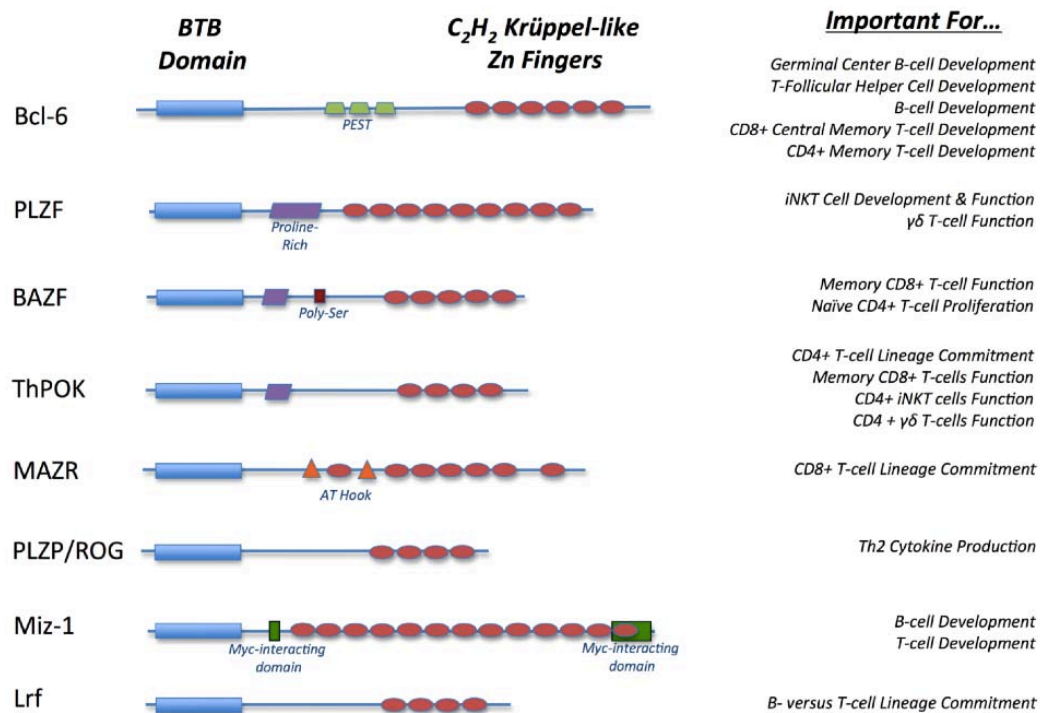 BTB
Domain
C₂H₂ Krüppel-like
Zn Fingers
Important For…
Bcl-6
PEST
Germinal Center B-cell Development
T-Follicular Helper Cell Development
B-cell Development
CD8+ Central Memory T-cell Development
CD4+ Memory T-cell Development
PLZF
Proline-
Rich
iNKT Cell Development & Function
γδ T-cell Function
BAZF
Poly-Ser
Memory CD8+ T-cell Function
Naïve CD4+ T-cell Proliferation
ThPOK
CD4+ T-cell Lineage Commitment
Memory CD8+ T-cells Function
CD4+ iNKT cells Function
CD4 + γδ T-cells Function
MAZR
AT Hook
CD8+ T-cell Lineage Commitment
PLZP/ROG
Th2 Cytokine Production
Miz-1
Myc-interacting
domain
Myc-interacting
domain
B-cell Development
T-cell Development
Lrf
B- versus T-cell Lineage Commitment